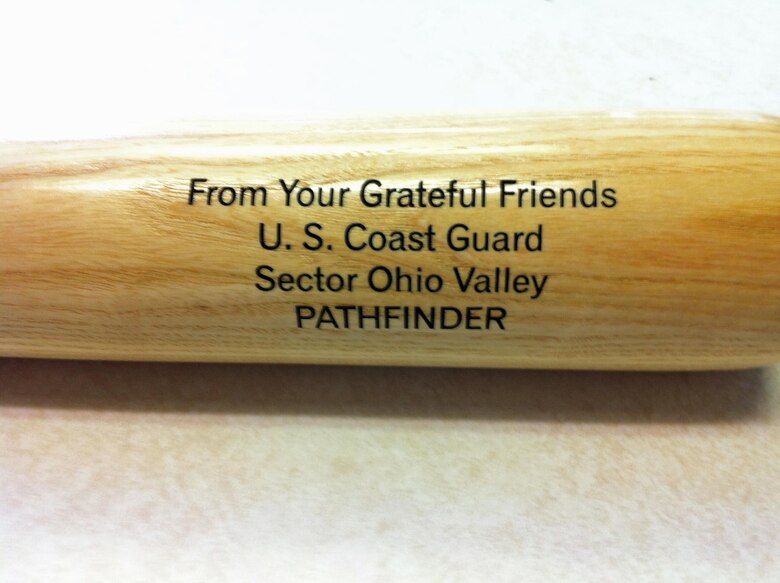 From Your Grateful Friends
U. S. Coast Guard
Sector Ohio Valley
PATHFINDER